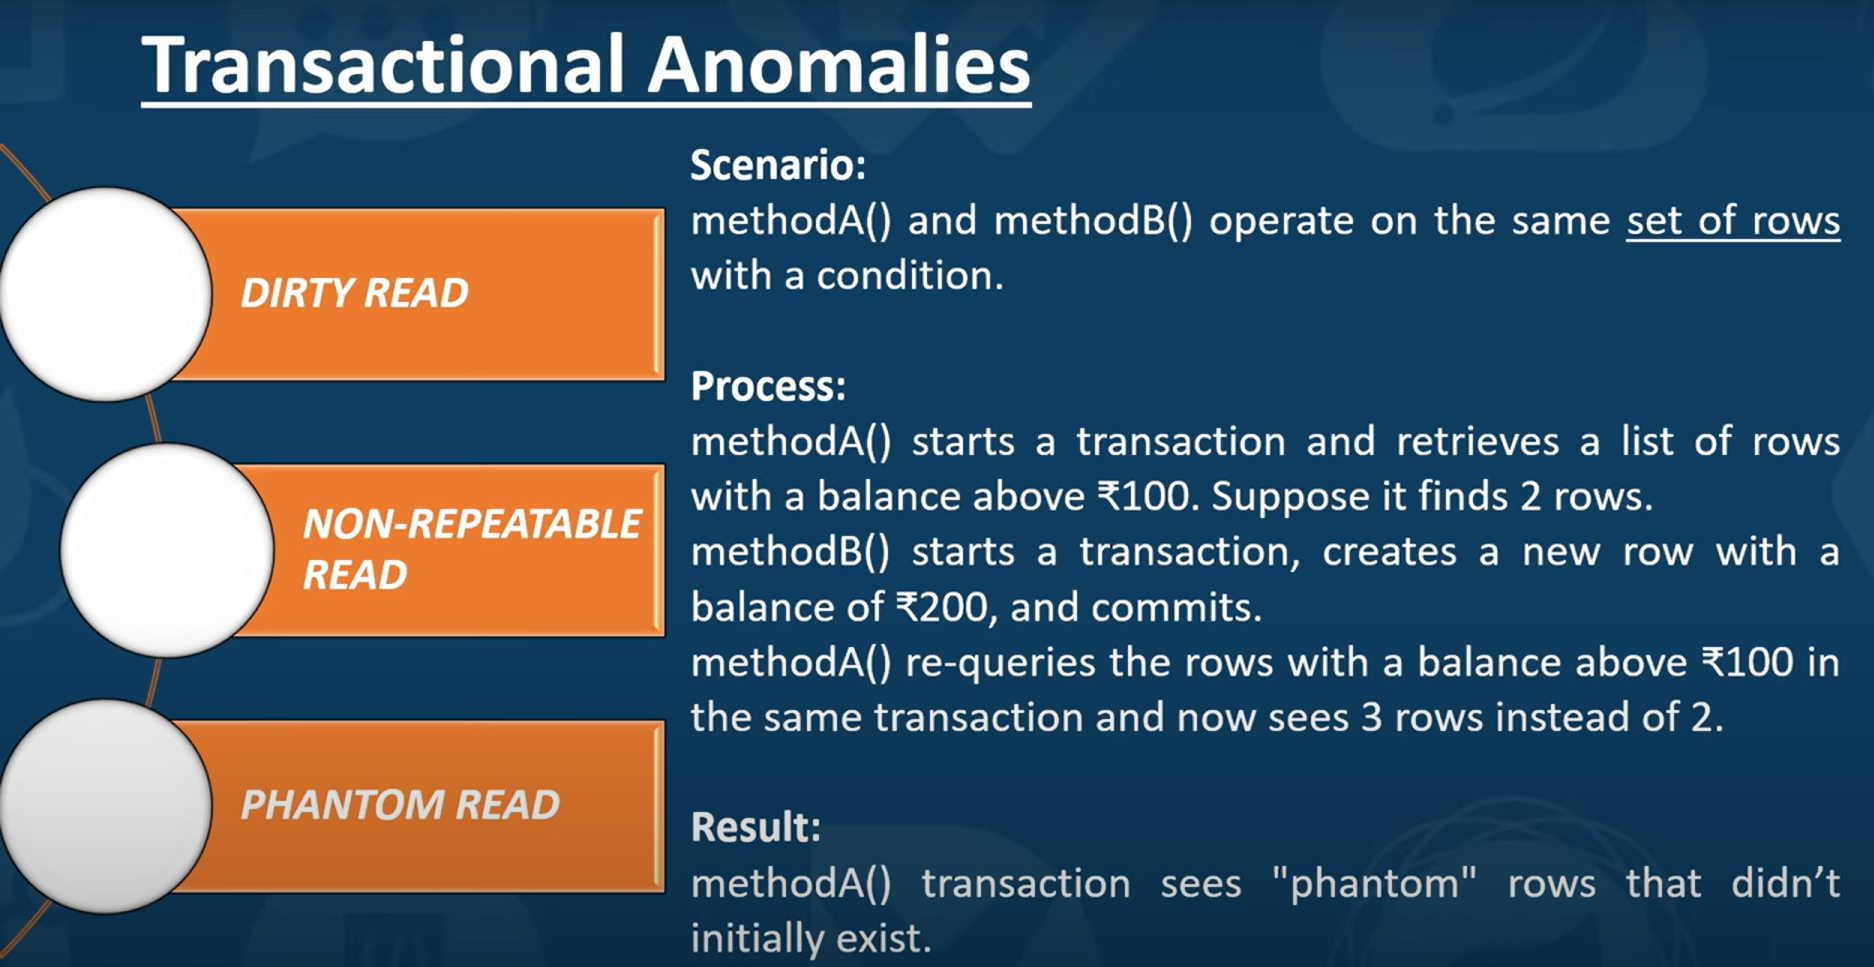 Transactional Anomalies
DIRTY READ
NON-REPEATABLE
READ
PHANTOM READ
Scenario:
methodA() and methodB() operate on the same set of rows
with a condition.
Process:
methodA() starts a transaction and retrieves a list of rows
with a balance above ₹100. Suppose it finds 2 rows.
methodB() starts a transaction, creates a new row with a
balance of ₹200, and commits.
methodA() re-queries the rows with a balance above ₹100 in
the same transaction and now sees 3 rows instead of 2.
Result:
methodA() transaction sees "phantom" rows that didn’t
initially exist.